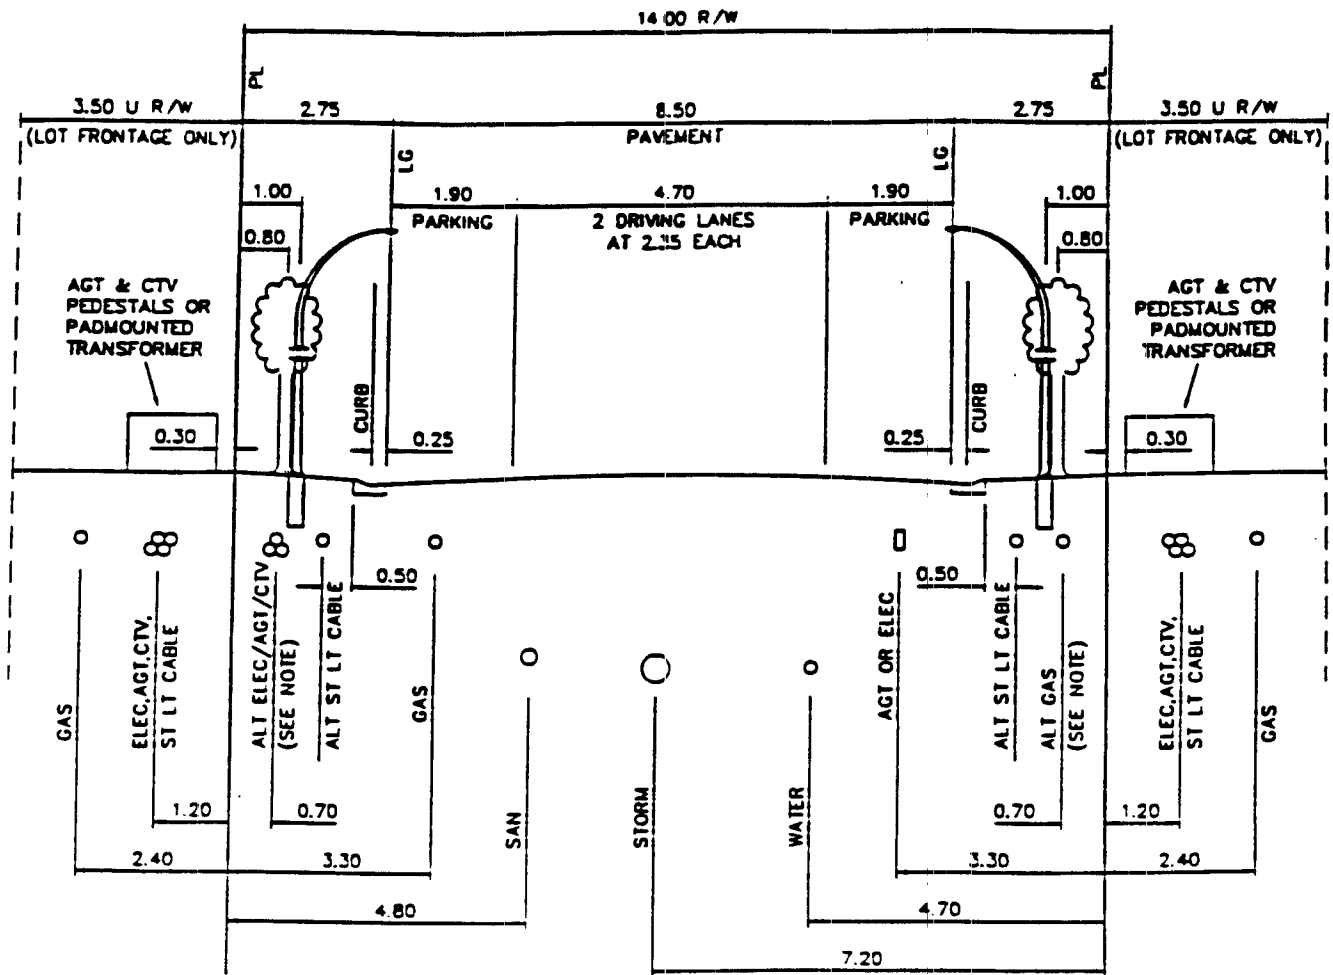 14.00 R/W
PL
PL
3.50 U R/W
2.75
8.50
2.75
3.50 U R/W
(LOT FRONTAGE ONLY)
PAVEMENT
(LOT FRONTAGE ONLY)
LG
LG
1.00
1.90
4.70
1.90
1.00
PARKING
2 DRIVING LANES
PARKING
0.80
AT EACH
0.80
AGT & CTV
PEDESTALS OR
PADMOUNTED
TRANSFORMER
AGT & CTV
PEDESTALS OR
PADMOUNTED
TRANSFORMER
CURB
CURB
0.30
0.25
0.25
0.30
0.50
0.50
GAS
ELEC,AGT,CTV,
ST LT CABLE
ALT ELEC/AGT/CTV
(SEE NOTE)
ALT ST LT CABLE
GAS
SAN
STORM
WATER
AGT OR ELEC
ALT ST LT CABLE
ALT GAS
(SEE NOTE)
ELEC,AGT,CTV,
ST LT CABLE
GAS
1.20
0.70
0.70
1.20
2.40
3.30
3.30
2.40
4.80
4.70
7.20